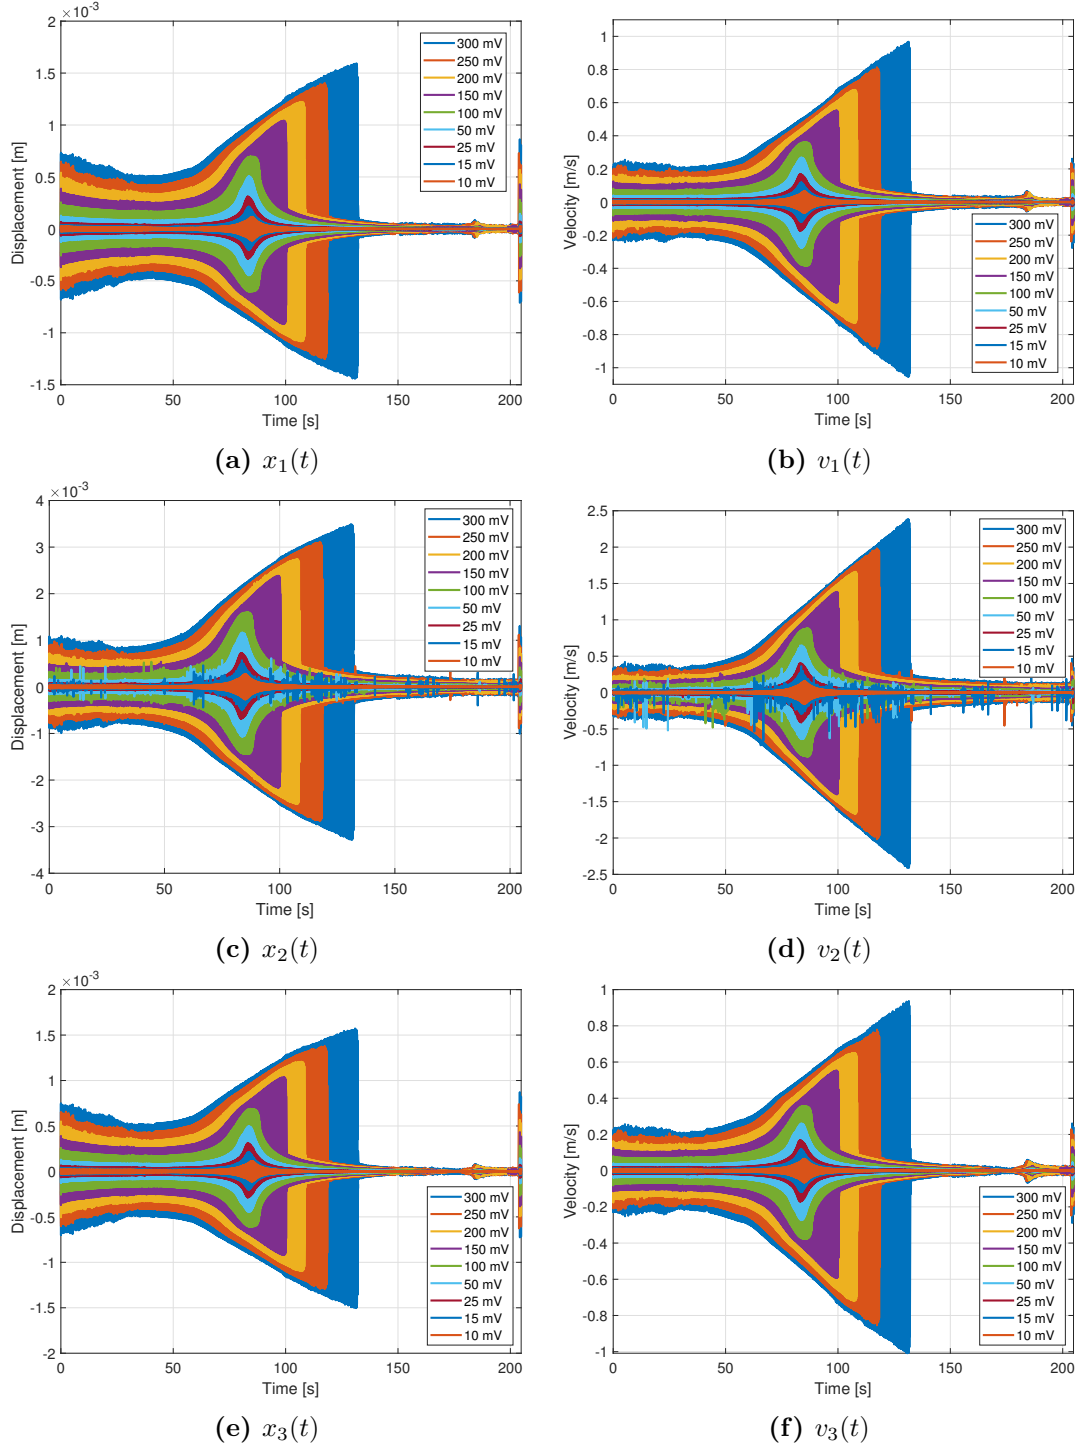 ×10⁻³
2
1.5
1
0.5
0
-0.5
-1
-1.5
Displacement [m]
0 50 100 150 200
Time [s]
300 mV
250 mV
200 mV
150 mV
100 mV
50 mV
25 mV
15 mV
10 mV
(a) x₁(t)
1
0.8
0.6
0.4
0.2
0
-0.2
-0.4
-0.6
-0.8
-1
Velocity [m/s]
0 50 100 150 200
Time [s]
300 mV
250 mV
200 mV
150 mV
100 mV
50 mV
25 mV
15 mV
10 mV
(b) v₁(t)
×10⁻³
4
3
2
1
0
-1
-2
-3
-4
Displacement [m]
0 50 100 150 200
Time [s]
300 mV
250 mV
200 mV
150 mV
100 mV
50 mV
25 mV
15 mV
10 mV
(c) x₂(t)
2.5
2
1.5
1
0.5
0
-0.5
-1
-1.5
-2
-2.5
Velocity [m/s]
0 50 100 150 200
Time [s]
300 mV
250 mV
200 mV
150 mV
100 mV
50 mV
25 mV
15 mV
10 mV
(d) v₂(t)
×10⁻³
2
1.5
1
0.5
0
-0.5
-1
-1.5
-2
Displacement [m]
0 50 100 150 200
Time [s]
300 mV
250 mV
200 mV
150 mV
100 mV
50 mV
25 mV
15 mV
10 mV
(e) x₃(t)
1
0.8
0.6
0.4
0.2
0
-0.2
-0.4
-0.6
-0.8
-1
Velocity [m/s]
0 50 100 150 200
Time [s]
300 mV
250 mV
200 mV
150 mV
100 mV
50 mV
25 mV
15 mV
10 mV
(f) v₃(t)